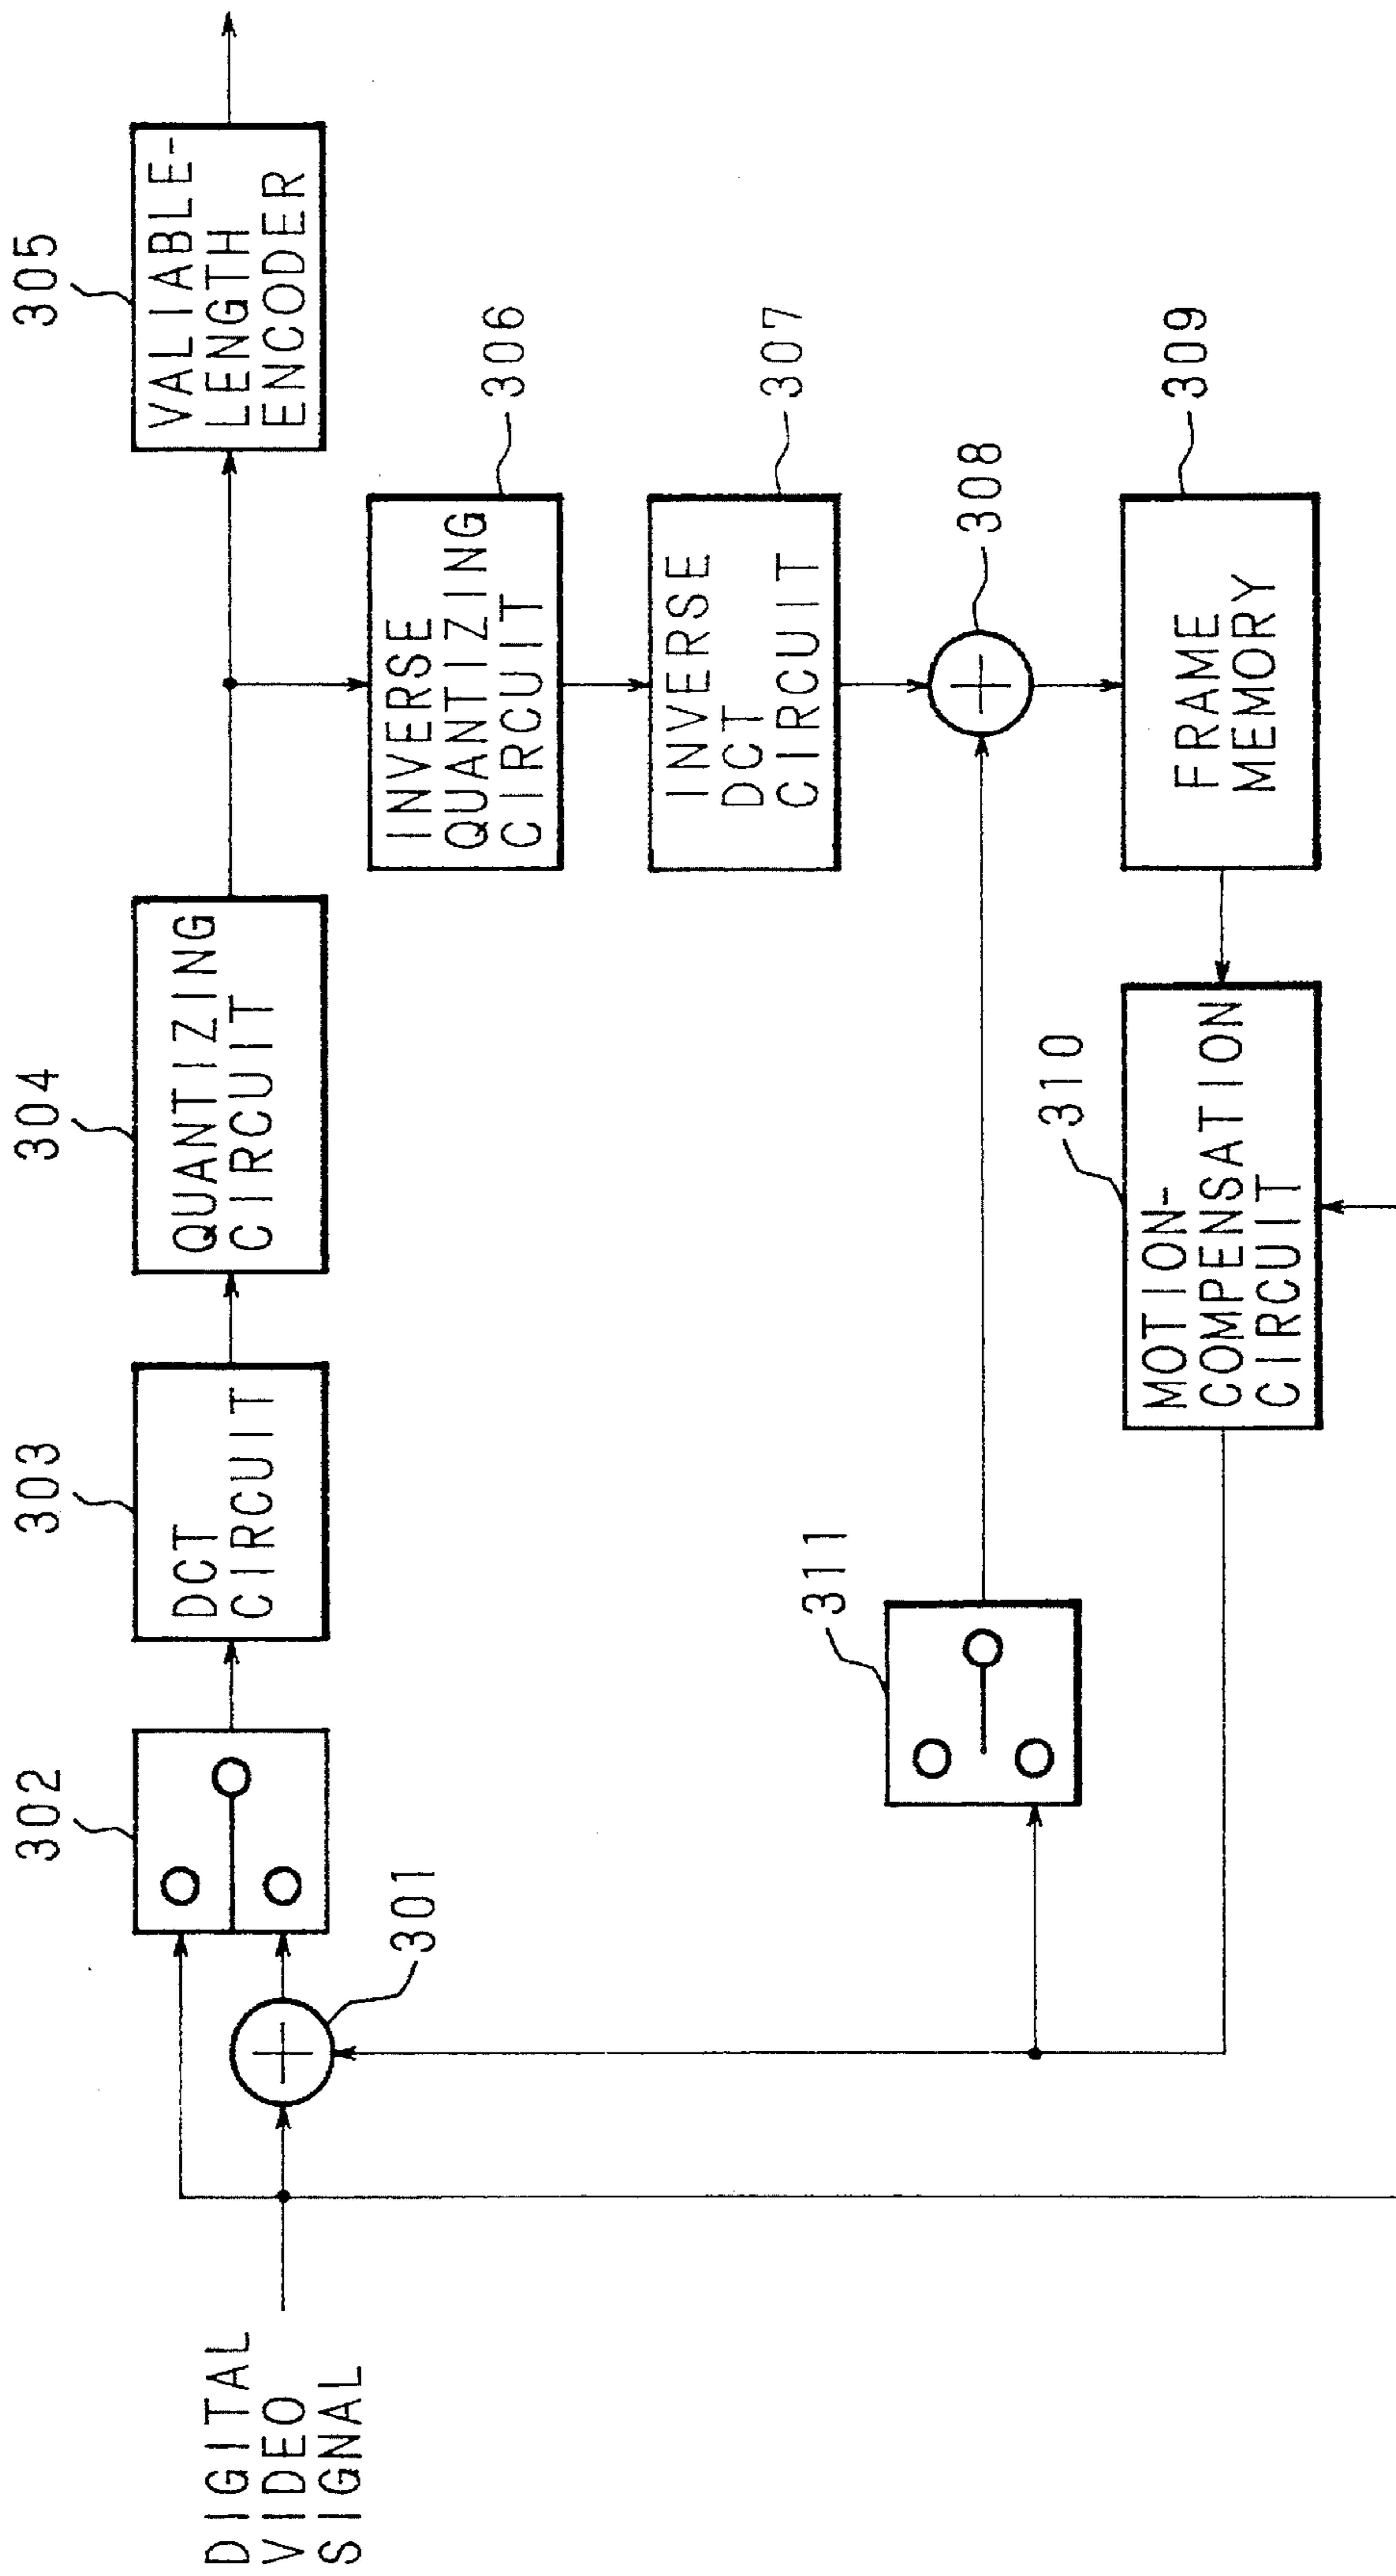 DIGITAL
VIDEO
SIGNAL
301
302
303
DCT
CIRCUIT
304
QUANTIZING
CIRCUIT
305
VALIABLE-
LENGTH
ENCODER
306
INVERSE
QUANTIZING
CIRCUIT
307
INVERSE
DCT
CIRCUIT
308
309
FRAME
MEMORY
310
MOTION-
COMPENSATION
CIRCUIT
311